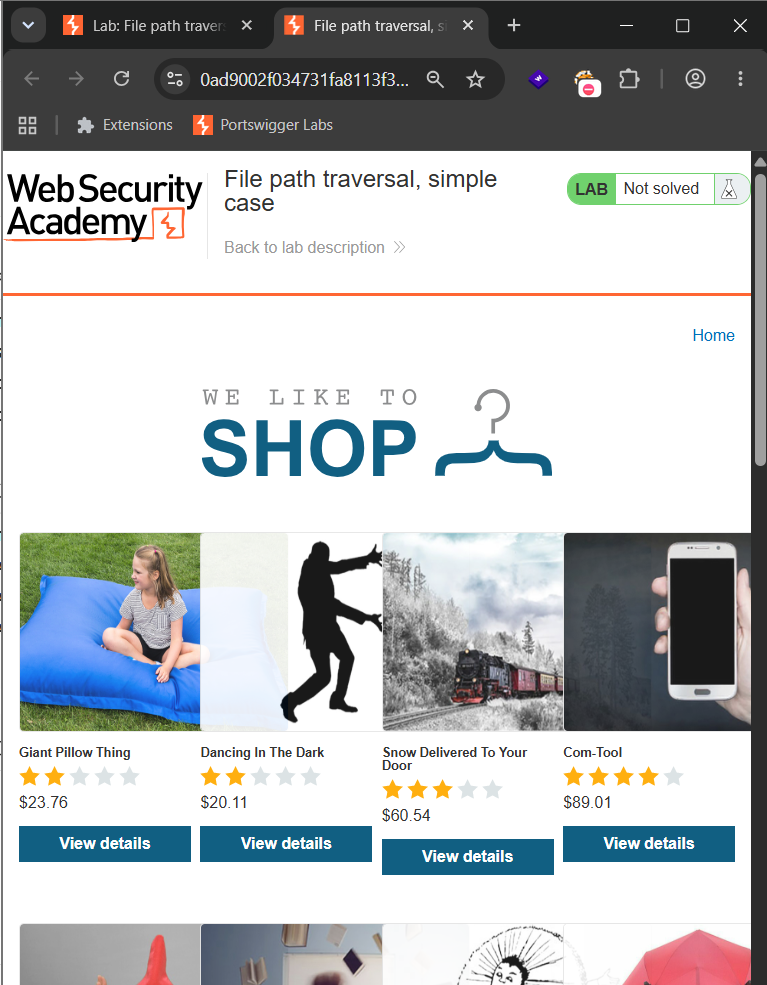 Lab: File path travers
File path traversal, s
0ad9002f034731fa8113f3...
Extensions
Portswigger Labs
Web Security
Academy
File path traversal, simple
case
LAB
Not solved
Back to lab description
Home
WE LIKE TO
SHOP
Giant Pillow Thing
$23.76
View details
Dancing In The Dark
$20.11
View details
Snow Delivered To Your
Door
$60.54
View details
Com-Tool
$89.01
View details